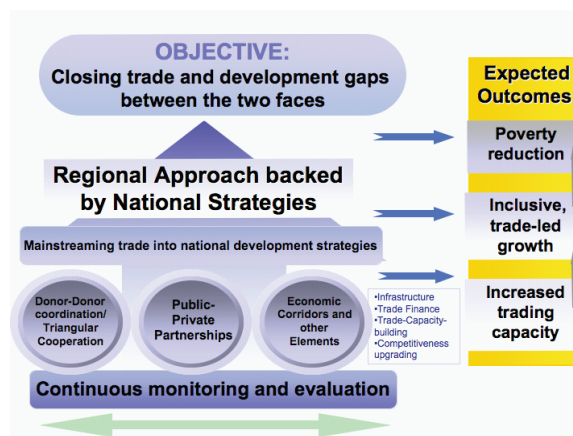 OBJECTIVE:
Closing trade and development gaps
between the two faces
Regional Approach backed
by National Strategies
Mainstreaming trade into national development strategies
Donor-Donor
coordination/
Triangular
Cooperation
Public-
Private
Partnerships
Economic
Corridors and
other
Elements
•Infrastructure
•Trade Finance
•Trade-Capacity-
building
•Competitiveness
upgrading
Continuous monitoring and evaluation
Expected
Outcomes
Poverty
reduction
Inclusive,
trade-led
growth
Increased
trading
capacity